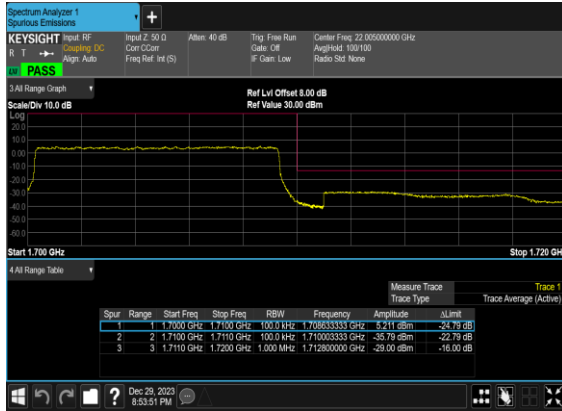 Spectrum Analyzer 1
Spurious Emissions
KEYSIGHT Input: RF Input Z: 50 Ω Atten: 40 dB Trig: Free Run Center Freq: 22.005000000 GHz
R T Coupling: DC Corr CCorr Gate: Off Avg|Hold: 100/100
Align: Auto Freq Ref: Int (S) IF Gain: Low Radio Std: None
PASS
3 All Range Graph
Ref Lvl Offset 8.00 dB
Scale/Div 10.0 dB Ref Value 30.00 dBm
Log
20.0
10.0
0.00
-10.0
-20.0
-30.0
-40.0
-50.0
-60.0
Start 1.700 GHz Stop 1.720 GH
4 All Range Table
Measure Trace Trace 1
Trace Type Trace Average (Active)
Spur Range Start Freq Stop Freq RBW Frequency Amplitude ΔLimit
1 1 1.7000 GHz 1.7100 GHz 100.0 kHz 1.708633333 GHz 5.211 dBm -24.79 dB
2 2 1.7100 GHz 1.7110 GHz 100.0 kHz 1.710003333 GHz -35.79 dBm -22.79 dB
3 3 1.7110 GHz 1.7200 GHz 1.000 MHz 1.712800000 GHz -29.00 dBm -16.00 dB
Dec 29, 2023
8:53:51 PM